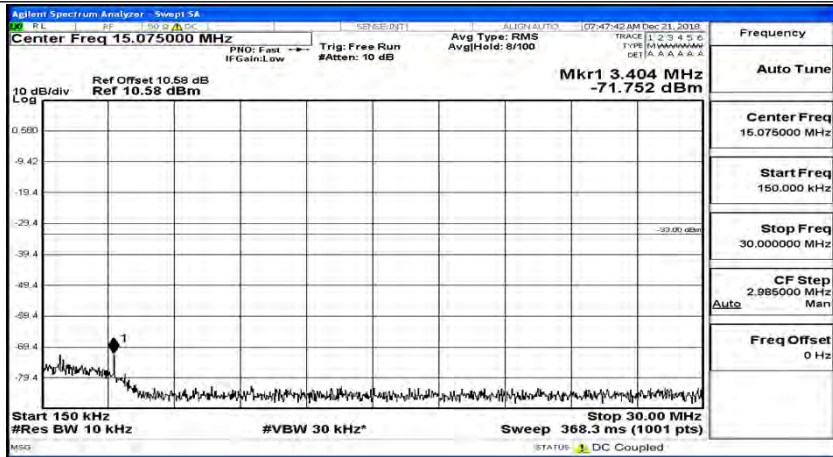 Agilent Spectrum Analyzer - Swept SA
RL RF 50 Ω DC SENSE:INT ALIGN AUTO 07:47:42 AM Dec 21, 2018
Center Freq 15.075000 MHz
PNO: Fast
IFGain:Low
Trig: Free Run
#Atten: 10 dB
Avg Type: RMS
Avg|Hold: 8/100
TRACE 1 2 3 4 5 6
TYPE M W W W W W
DET A A A A A A
Frequency
Ref Offset 10.58 dB
10 dB/div Ref 10.58 dBm
Log
Mkr1 3.404 MHz
-71.752 dBm
0.580
-9.42
-19.4
-29.4
-39.4
-49.4
-59.4
-69.4
-79.4
-33.00 dBm
1
Start 150 kHz
#Res BW 10 kHz
#VBW 30 kHz*
Stop 30.00 MHz
Sweep 368.3 ms (1001 pts)
MSG
STATUS DC Coupled
Auto Tune
Center Freq
15.075000 MHz
Start Freq
150.000 kHz
Stop Freq
30.000000 MHz
CF Step
2.985000 MHz
Auto Man
Freq Offset
0 Hz